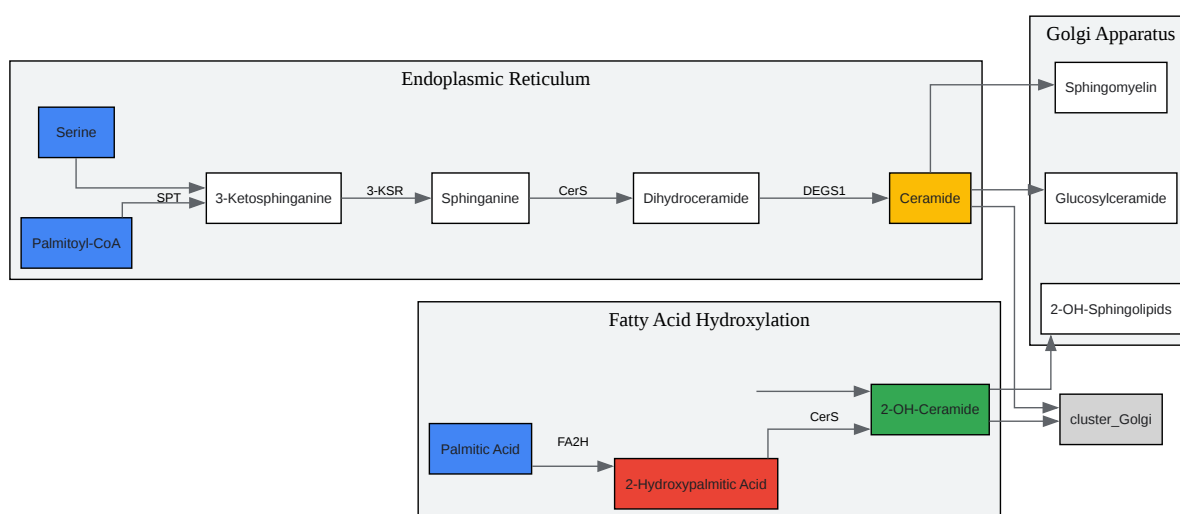 Golgi Apparatus
Endoplasmic Reticulum
Sphingomyelin
Serine
SPT
3-Ketosphinganine
3-KSR
Sphinganine
CerS
Dihydroceramide
DEGS1
Ceramide
Glucosylceramide
Palmitoyl-CoA
2-OH-Sphingolipids
Fatty Acid Hydroxylation
2-OH-Ceramide
CerS
cluster_Golgi
Palmitic Acid
FA2H
2-Hydroxypalmitic Acid